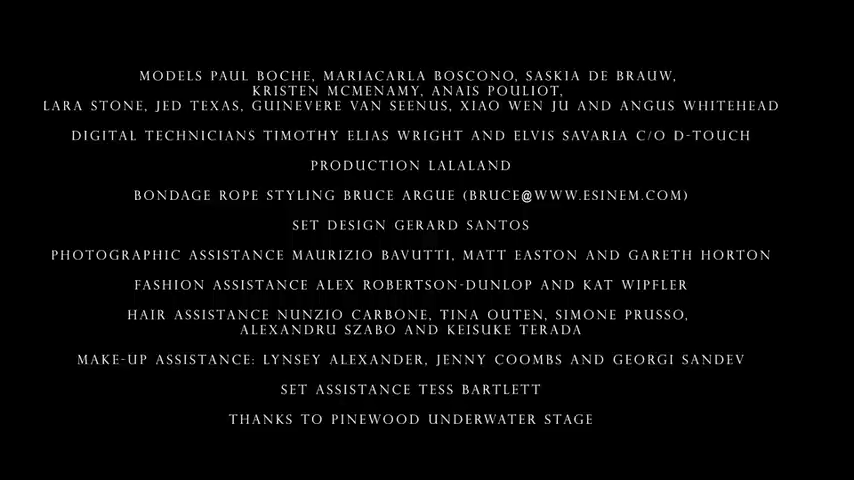 MODELS PAUL BOCHE, MARIACARLA BOSCONO, SASKIA DE BRAUW,
KRISTEN MCMENAMY, ANAIS POULIOT,
LARA STONE, JED TEXAS, GUINEVERE VAN SEENUS, XIAO WEN JU AND ANGUS WHITEHEAD
DIGITAL TECHNICIANS TIMOTHY ELIAS WRIGHT AND ELVIS SAVARIA C/O D-TOUCH
PRODUCTION LALALAND
BONDAGE ROPE STYLING BRUCE ARGUE (BRUCE@WWW.ESINEM.COM)
SET DESIGN GERARD SANTOS
PHOTOGRAPHIC ASSISTANCE MAURIZIO BAVUTTI, MATT EASTON AND GARETH HORTON
FASHION ASSISTANCE ALEX ROBERTSON-DUNLOP AND KAT WIPFLER
HAIR ASSISTANCE NUNZIO CARBONE, TINA OUTEN, SIMONE PRUSSO,
ALEXANDRU SZABO AND KEISUKE TERADA
MAKE-UP ASSISTANCE: LYNSEY ALEXANDER, JENNY COOMBS AND GEORGI SANDEV
SET ASSISTANCE TESS BARTLETT
THANKS TO PINEWOOD UNDERWATER STAGE